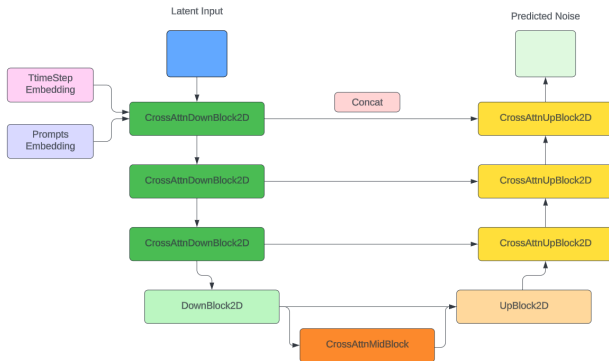 Latent Input
Predicted Noise
TtimeStep
Embedding
Concat
CrossAttnDownBlock2D
CrossAttnUpBlock2D
Prompts
Embedding
CrossAttnDownBlock2D
CrossAttnUpBlock2D
CrossAttnDownBlock2D
CrossAttnUpBlock2D
DownBlock2D
UpBlock2D
CrossAttnMidBlock